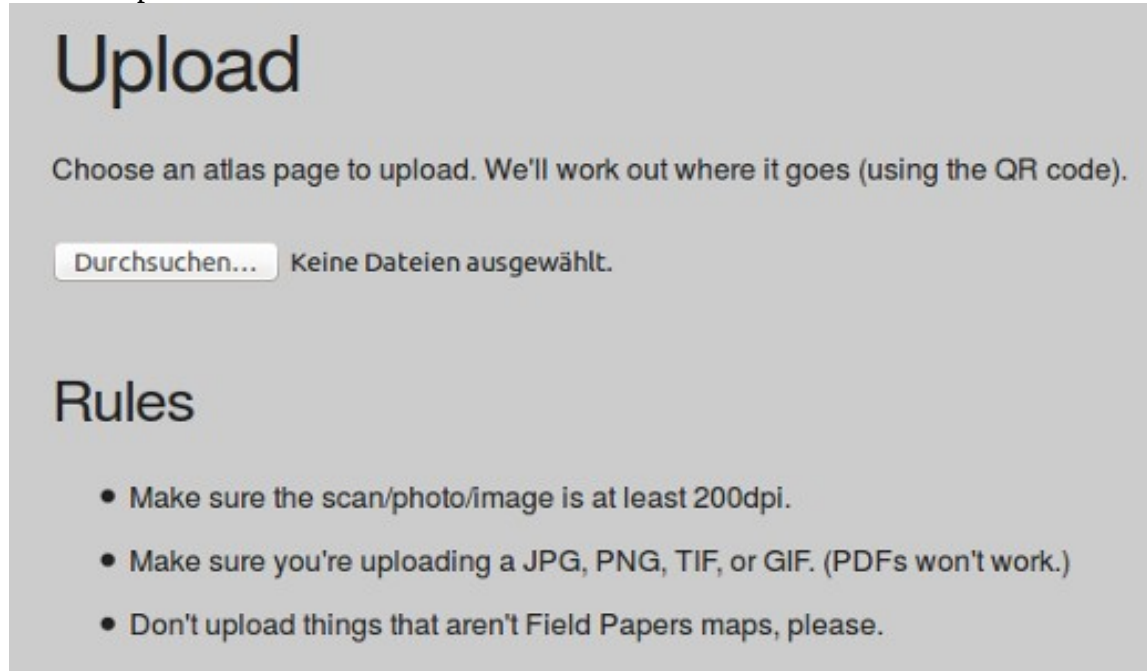 Upload
Choose an atlas page to upload. We'll work out where it goes (using the QR code).
Durchsuchen... Keine Dateien ausgewählt.
Rules
• Make sure the scan/photo/image is at least 200dpi.
• Make sure you're uploading a JPG, PNG, TIF, or GIF. (PDFs won't work.)
• Don't upload things that aren't Field Papers maps, please.